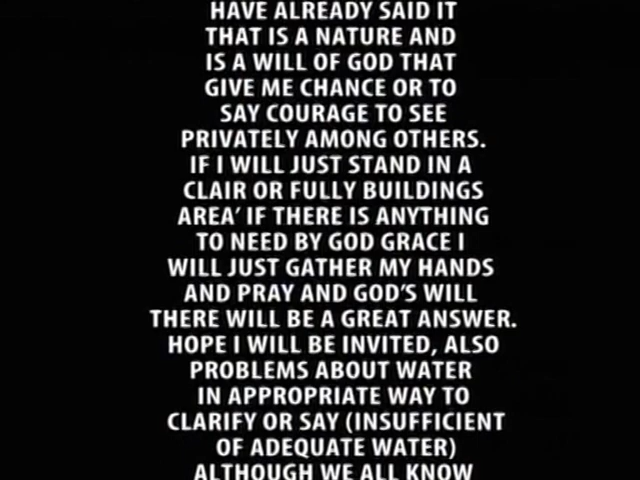 HAVE ALREADY SAID IT
THAT IS A NATURE AND
IS A WILL OF GOD THAT
GIVE ME CHANCE OR TO
SAY COURAGE TO SEE
PRIVATELY AMONG OTHERS.
IF I WILL JUST STAND IN A
CLAIR OR FULLY BUILDINGS
AREA' IF THERE IS ANYTHING
TO NEED BY GOD GRACE I
WILL JUST GATHER MY HANDS
AND PRAY AND GOD'S WILL
THERE WILL BE A GREAT ANSWER.
HOPE I WILL BE INVITED, ALSO
PROBLEMS ABOUT WATER
IN APPROPRIATE WAY TO
CLARIFY OR SAY (INSUFFICIENT
OF ADEQUATE WATER)
ALTHOUGH WE ALL KNOW